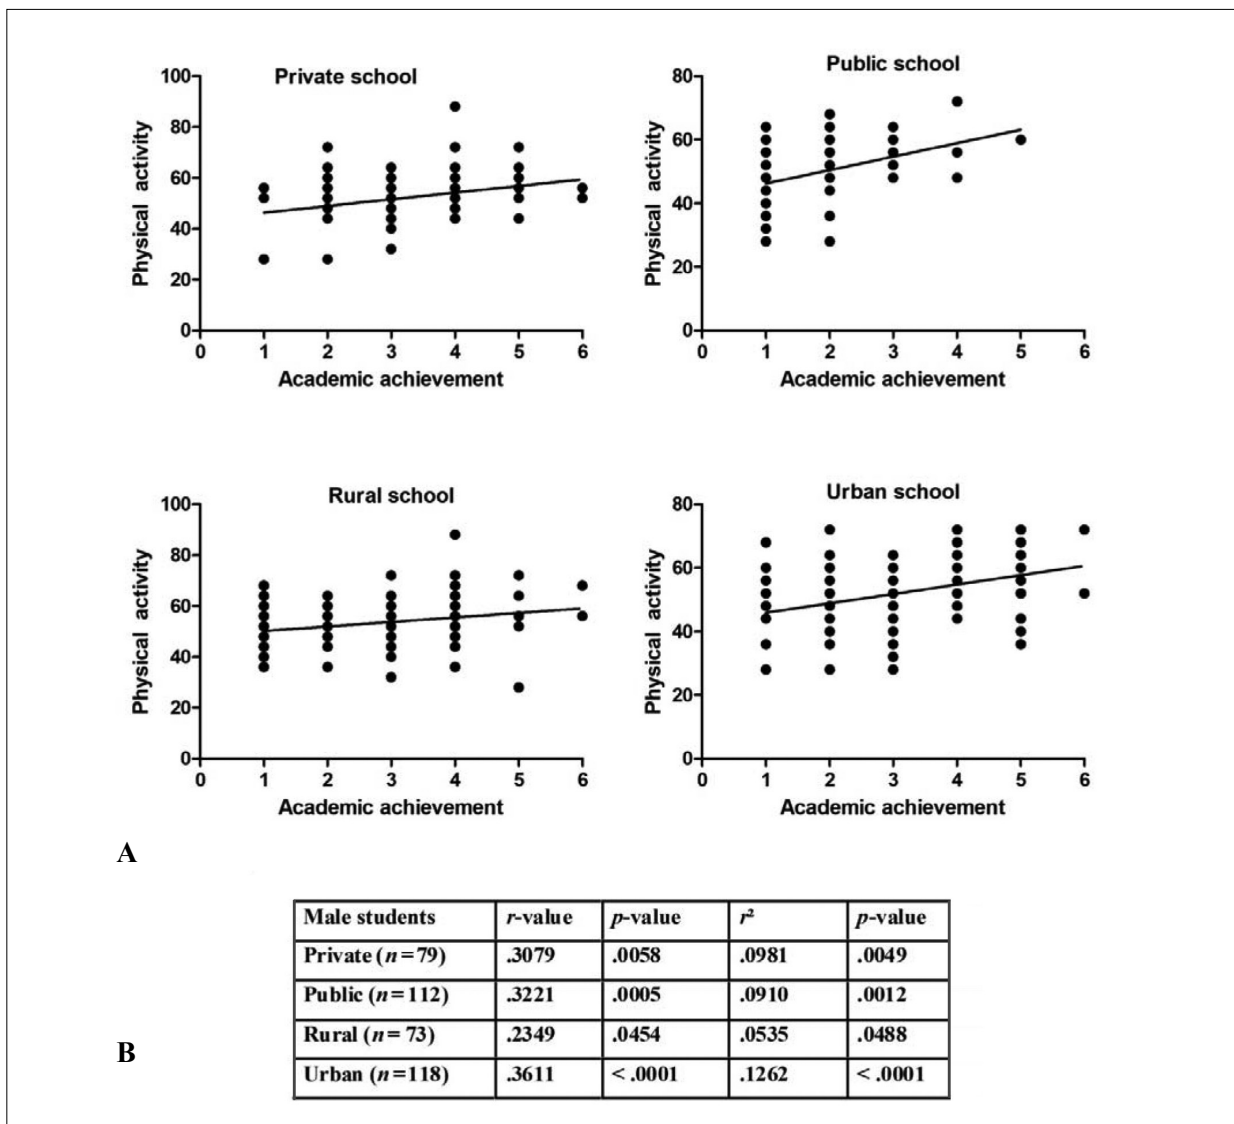 Private school
100
80
60
40
20
0
Physical activity
0 1 2 3 4 5 6
Academic achievement
Public school
80
60
40
20
0
Physical activity
0 1 2 3 4 5 6
Academic achievement
Rural school
100
80
60
40
20
0
Physical activity
0 1 2 3 4 5 6
Academic achievement
Urban school
80
60
40
20
0
Physical activity
0 1 2 3 4 5 6
Academic achievement
A
Male students r-value p-value r² p-value
Private (n=79) .3079 .0058 .0981 .0049
Public (n=112) .3221 .0005 .0910 .0012
Rural (n= 73) .2349 .0454 .0535 .0488
Urban (n=118) .3611 < .0001 .1262 < .0001
B